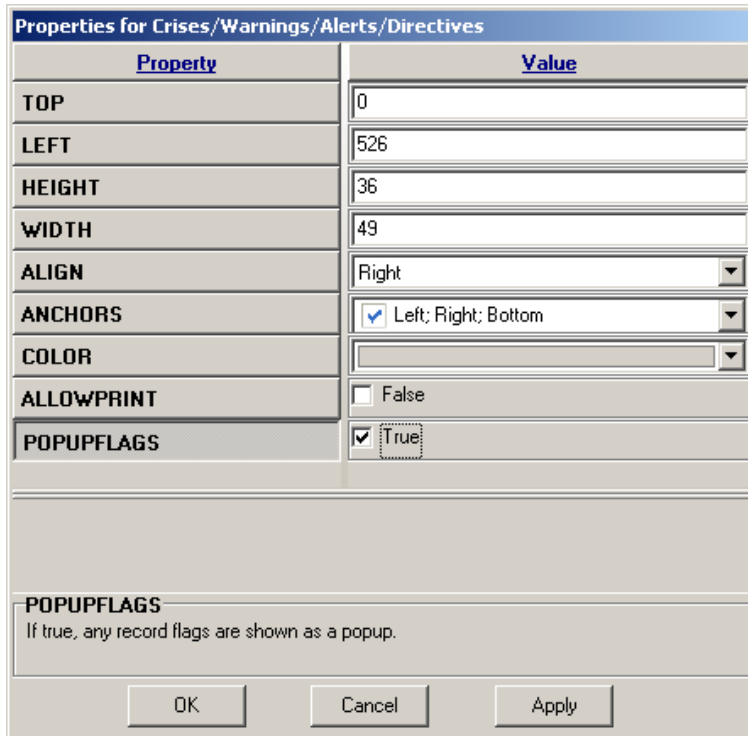 Properties for Crises/Warnings/Alerts/Directives
Property Value
TOP 0
LEFT 526
HEIGHT 36
WIDTH 49
ALIGN Right
ANCHORS Left; Right; Bottom
COLOR
ALLOWPRINT False
POPUPFLAGS True
POPUPFLAGS
If true, any record flags are shown as a popup.
OK Cancel Apply